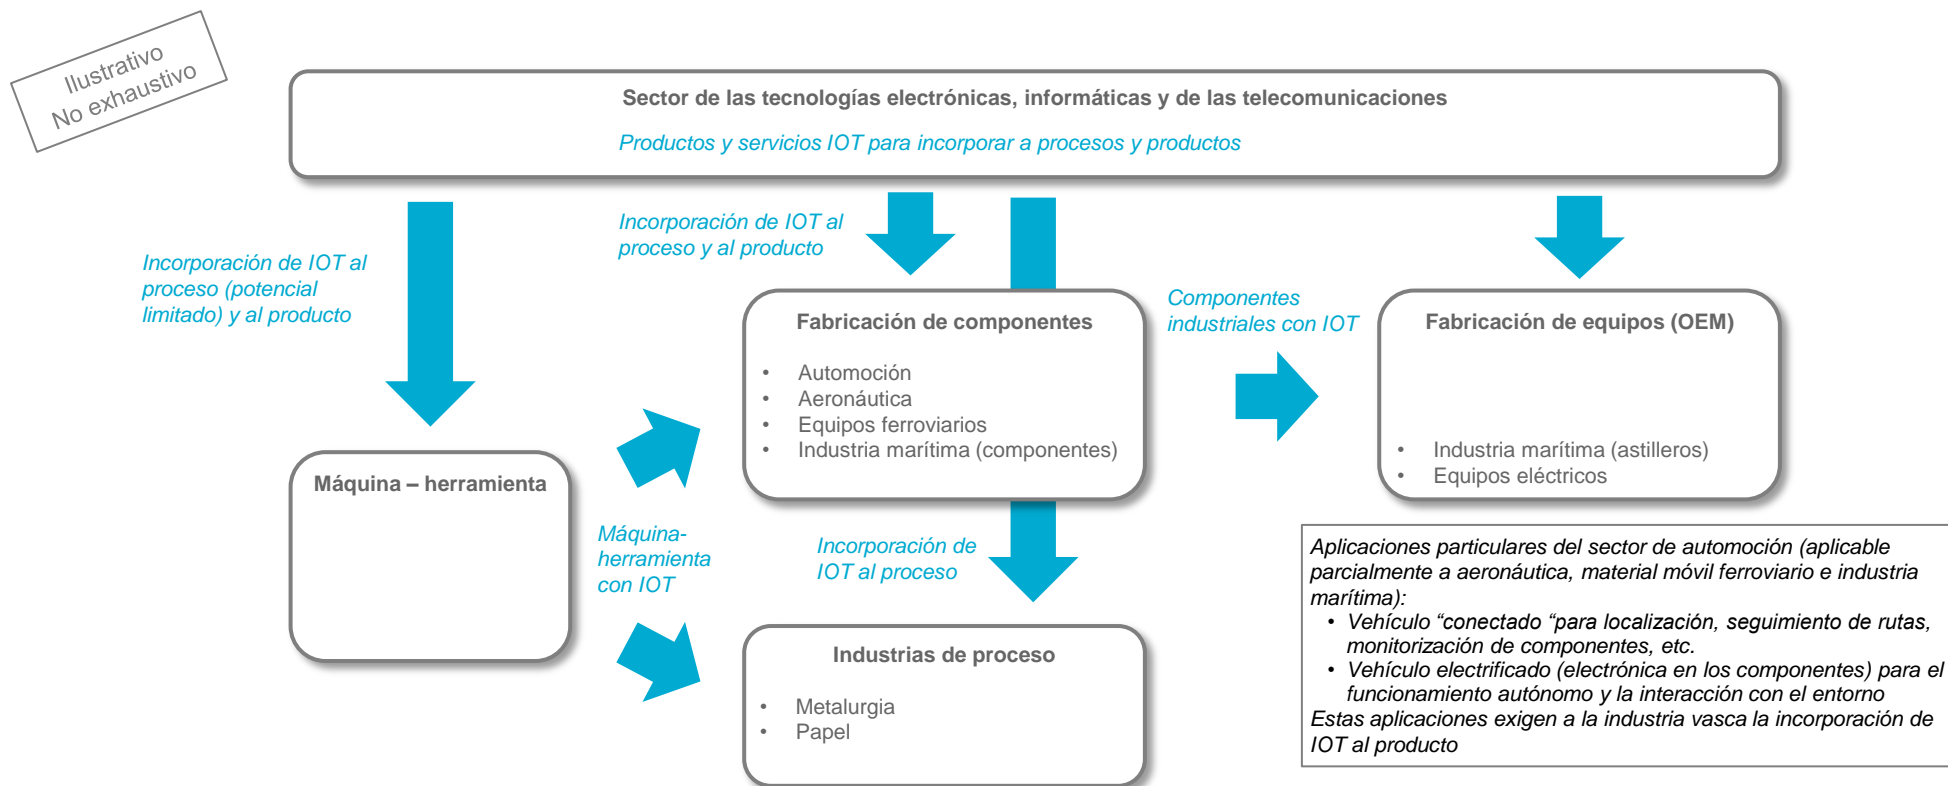 Ilustrativo
No exhaustivo
Sector de las tecnologías electrónicas, informáticas y de las telecomunicaciones
Productos y servicios IOT para incorporar a procesos y productos
Incorporación de IOT al
proceso (potencial
limitado) y al producto
Incorporación de IOT al
proceso y al producto
Fabricación de componentes
• Automoción
• Aeronáutica
• Equipos ferroviarios
• Industria marítima (componentes)
Componentes
industriales con IOT
Fabricación de equipos (OEM)
• Industria marítima (astilleros)
• Equipos eléctricos
Máquina – herramienta
Máquina-
herramienta
con IOT
Incorporación de
IOT al proceso
Industrias de proceso
• Metalurgia
• Papel
Aplicaciones particulares del sector de automoción (aplicable
parcialmente a aeronáutica, material móvil ferroviario e industria
marítima):
• Vehículo “conectado “para localización, seguimiento de rutas,
monitorización de componentes, etc.
• Vehículo electrificado (electrónica en los componentes) para el
funcionamiento autónomo y la interacción con el entorno
Estas aplicaciones exigen a la industria vasca la incorporación de
IOT al producto